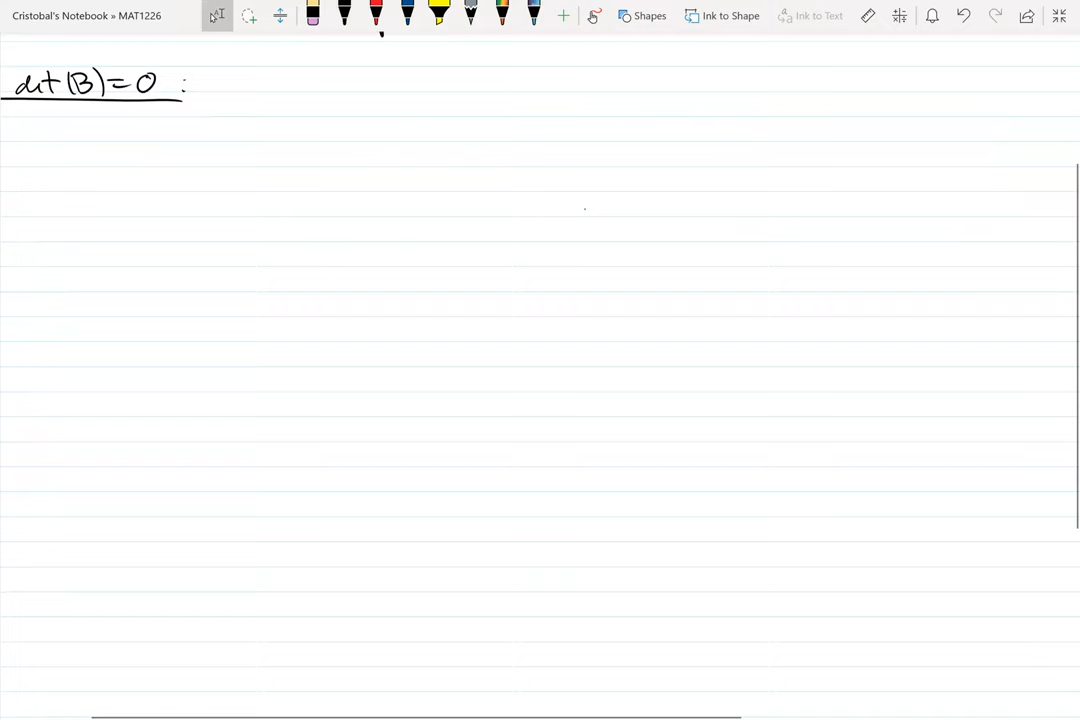 Cristobal's Notebook » MAT1226
Shapes
Ink to Shape
Ink to Text
det (B) = 0 :